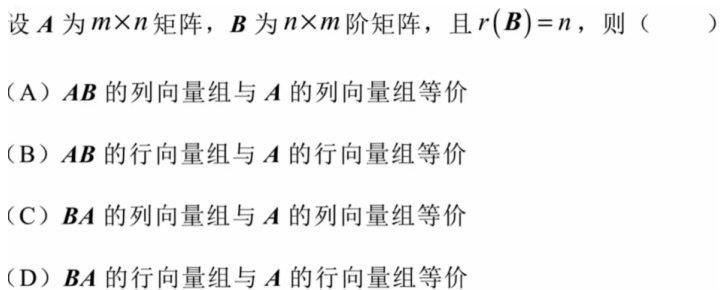 设 A 为 m×n 矩阵，B 为 n×m 阶矩阵，且 r(B)=n，则（　　）
（A）AB 的列向量组与 A 的列向量组等价
（B）AB 的行向量组与 A 的行向量组等价
（C）BA 的列向量组与 A 的列向量组等价
（D）BA 的行向量组与 A 的行向量组等价